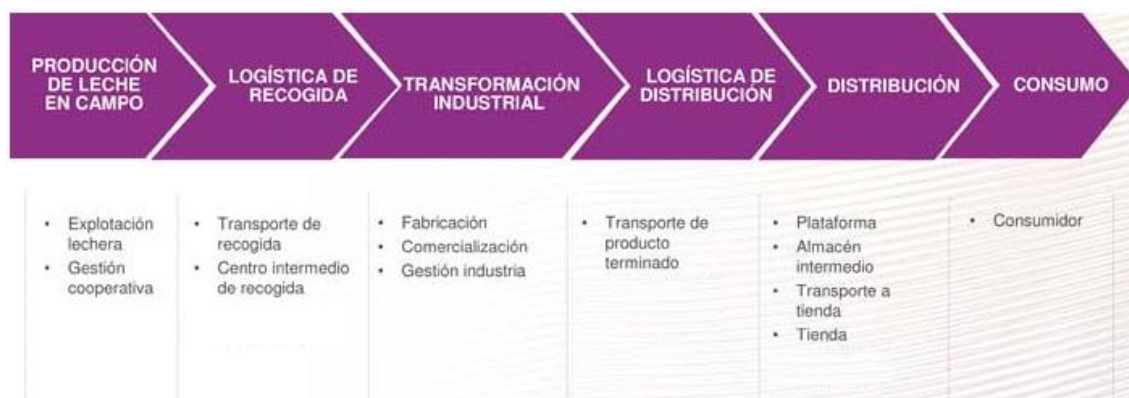 PRODUCCIÓN
DE LECHE
EN CAMPO
LOGÍSTICA DE
RECOGIDA
TRANSFORMACIÓN
INDUSTRIAL
LOGÍSTICA DE
DISTRIBUCIÓN
DISTRIBUCIÓN
CONSUMO
• Explotación
lechera
• Gestión
cooperativa
• Transporte de
recogida
• Centro intermedio
de recogida
• Fabricación
• Comercialización
• Gestión industria
• Transporte de
producto
terminado
• Plataforma
• Almacén
intermedio
• Transporte a
tienda
• Tienda
• Consumidor